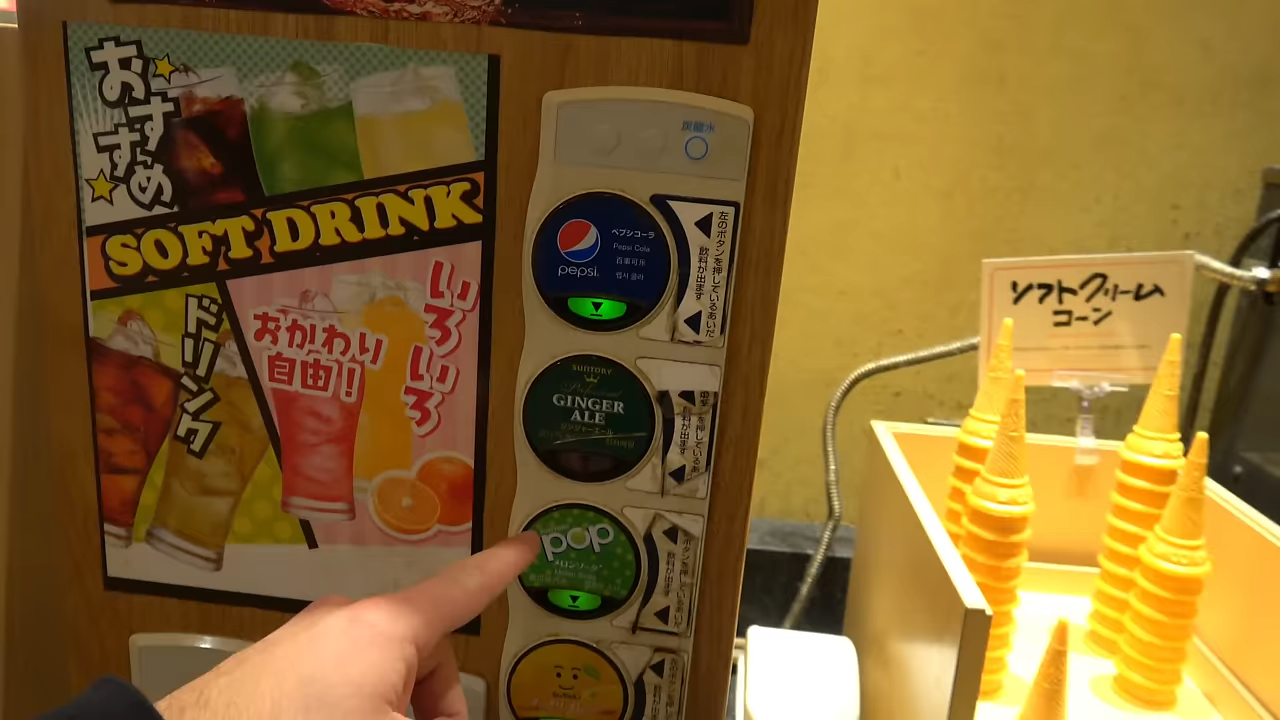 おすすめ
SOFT DRINK
ドリンク
おかわり
自由!
いろいろ
炭酸水
ペプシコーラ
Pepsi Cola
百事可乐
펩시콜라
pepsi
左のボタンを押しているあいだ
飲料が出ます
SUNTORY
GINGER
ALE
ジンジャーエール
pop
メロンソーダ
ソフトクリーム
コーン